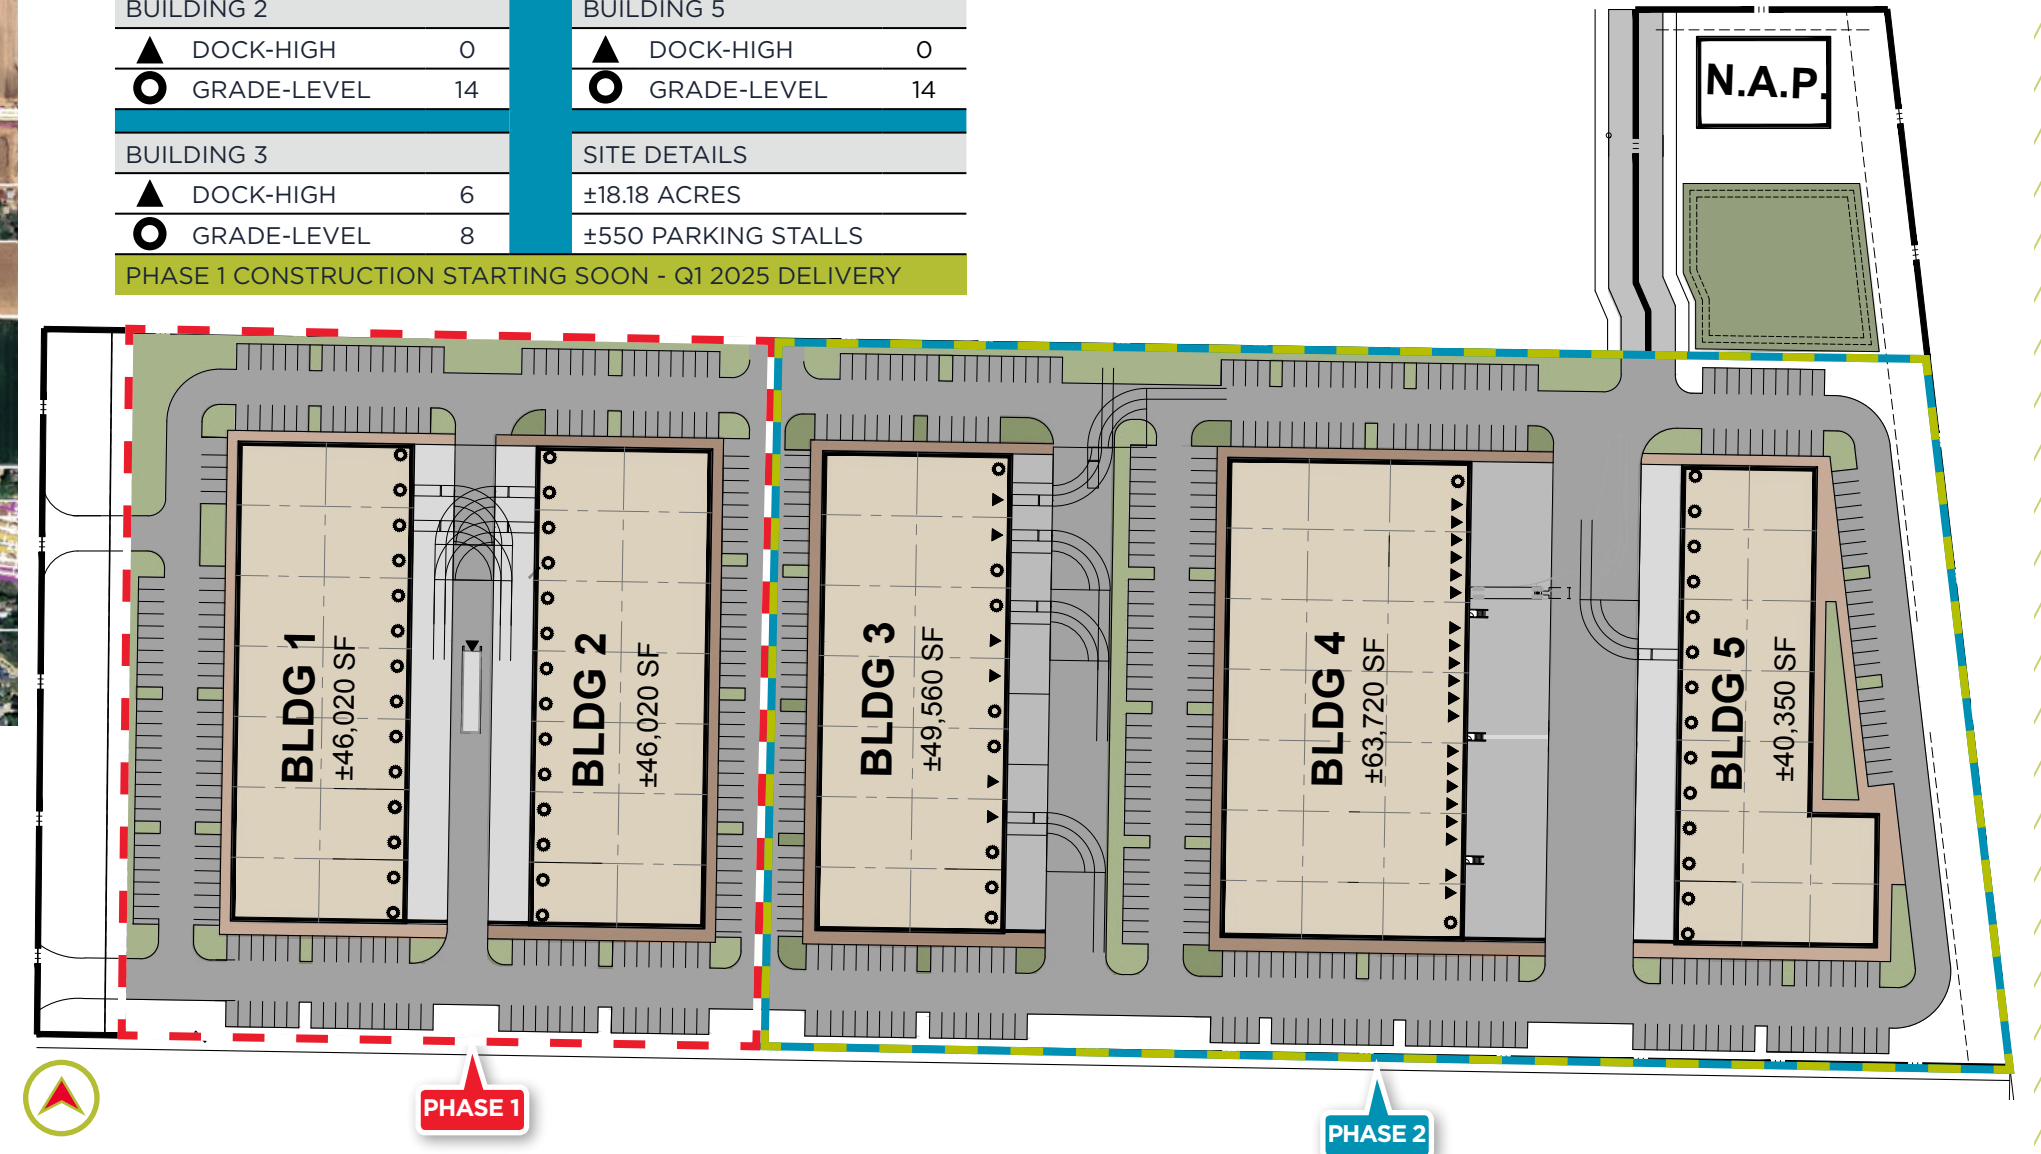 BUILDING 2
DOCK-HIGH 0
GRADE-LEVEL 14
BUILDING 5
DOCK-HIGH 0
GRADE-LEVEL 14
BUILDING 3
DOCK-HIGH 6
GRADE-LEVEL 8
SITE DETAILS
±18.18 ACRES
±550 PARKING STALLS
PHASE 1 CONSTRUCTION STARTING SOON - Q1 2025 DELIVERY
N.A.P.
BLDG 1
±46,020 SF
BLDG 2
±46,020 SF
BLDG 3
±49,560 SF
BLDG 4
±63,720 SF
BLDG 5
±40,350 SF
PHASE 1
PHASE 2